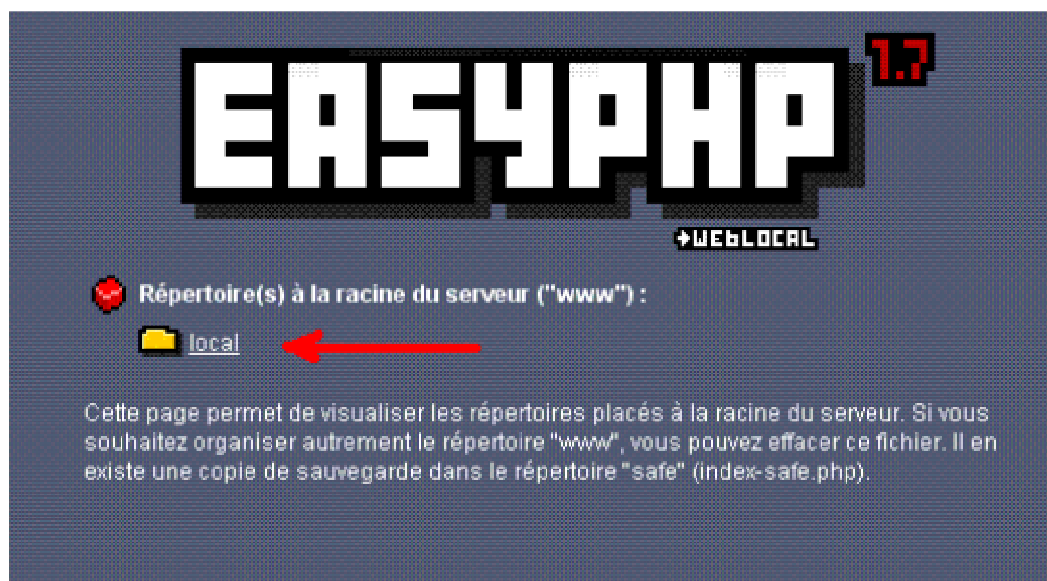 EASYPHP
1.7
WEBLOCAL
Répertoire(s) à la racine du serveur ("www") :
local
Cette page permet de visualiser les répertoires placés à la racine du serveur. Si vous
souhaitez organiser autrement le répertoire "www", vous pouvez effacer ce fichier. Il en
existe une copie de sauvegarde dans le répertoire "safe" (index-safe.php).